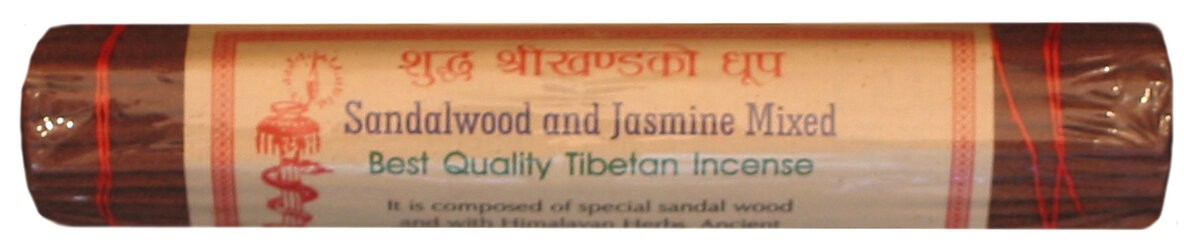 शुद्ध श्रीखण्डको धूप
Sandalwood and Jasmine Mixed
Best Quality Tibetan Incense
It is composed of special sandal wood
and with Himalayan Herbs. Ancient